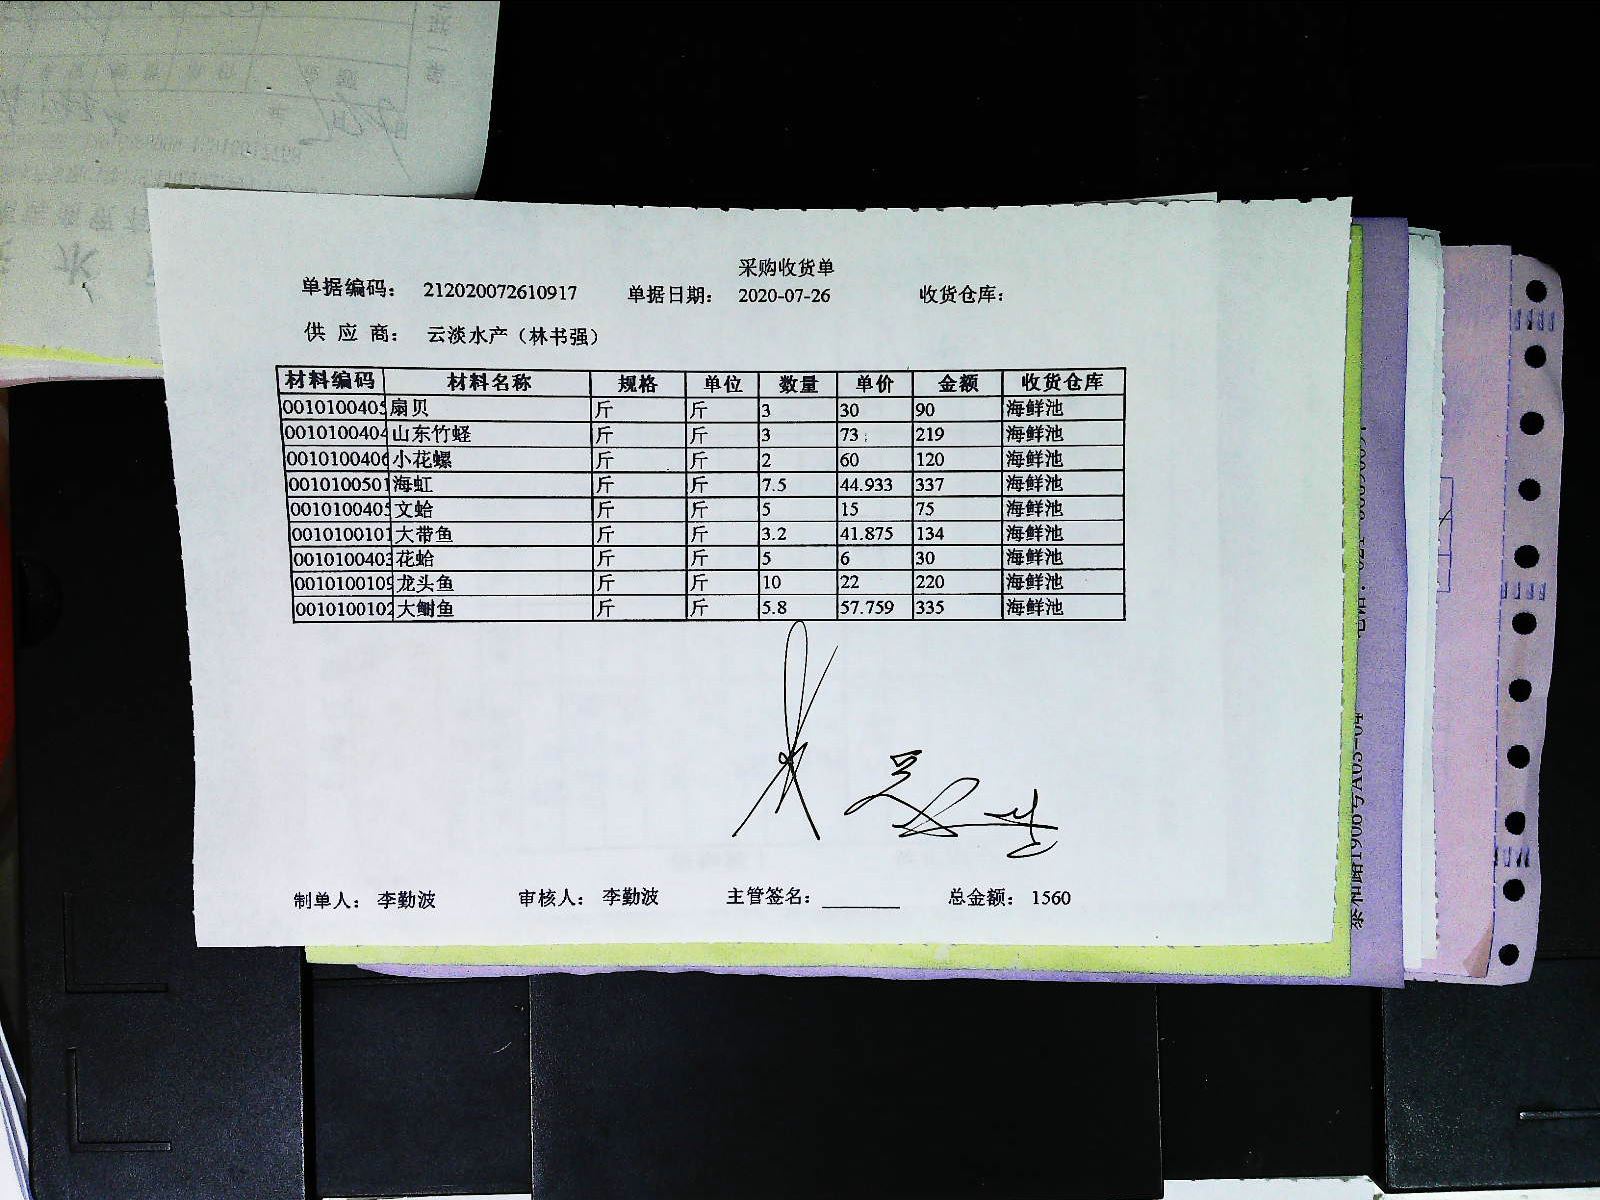 采购收货单
单据编码： 212020072610917 单据日期： 2020-07-26 收货仓库：
供 应 商： 云淡水产（林书强）
材料编码 材料名称 规格 单位 数量 单价 金额 收货仓库
0010100405 扇贝 斤 斤 3 30 90 海鲜池
0010100404 山东竹蛏 斤 斤 3 73 219 海鲜池
0010100406 小花螺 斤 斤 2 60 120 海鲜池
0010100501 海虹 斤 斤 7.5 44.933 337 海鲜池
0010100405 文蛤 斤 斤 5 15 75 海鲜池
0010100101 大带鱼 斤 斤 3.2 41.875 134 海鲜池
0010100403 花蛤 斤 斤 5 6 30 海鲜池
0010100109 龙头鱼 斤 斤 10 22 220 海鲜池
0010100102 大鲥鱼 斤 斤 5.8 57.759 335 海鲜池
制单人： 李勤波 审核人： 李勤波 主管签名： 总金额： 1560